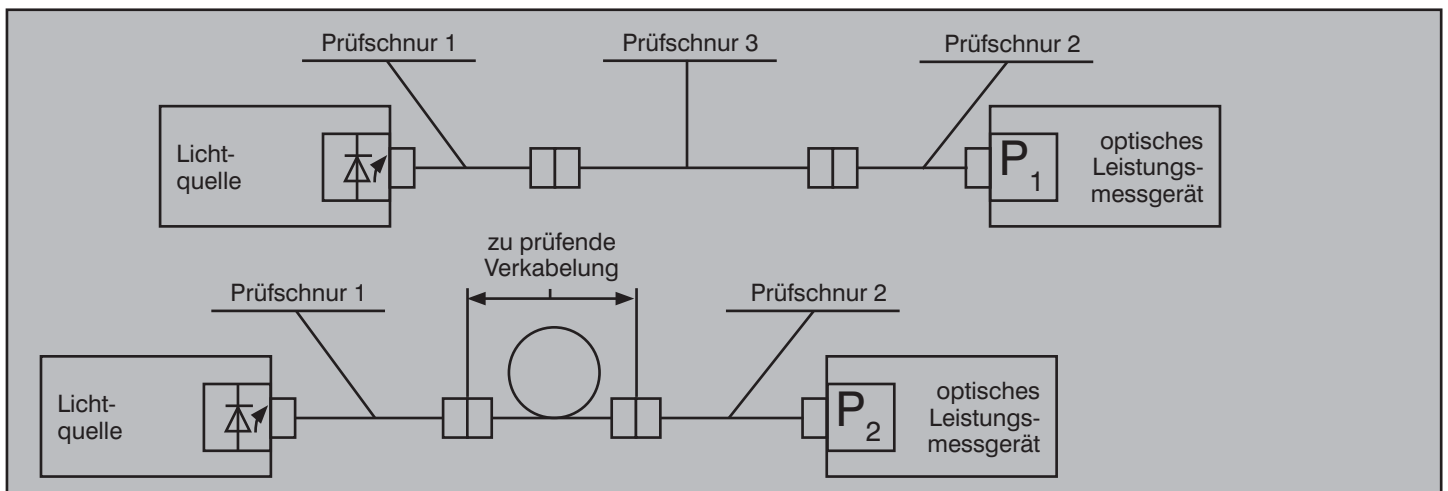 Prüfschnur 1
Prüfschnur 3
Prüfschnur 2
Licht-
quelle
P1
optisches
Leistungs-
messgerät
zu prüfende
Verkabelung
Prüfschnur 1
Prüfschnur 2
Licht-
quelle
P2
optisches
Leistungs-
messgerät